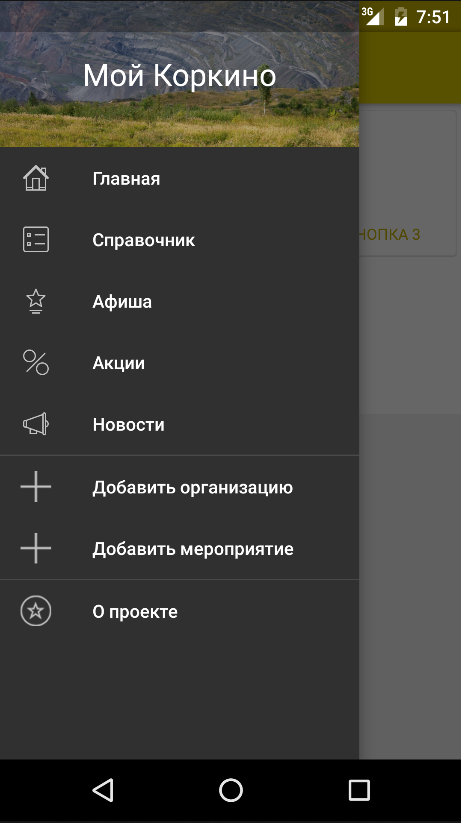 3G 7:51
Мой Коркино
Главная
Справочник
НОПКА 3
Афиша
Акции
Новости
Добавить организацию
Добавить мероприятие
О проекте